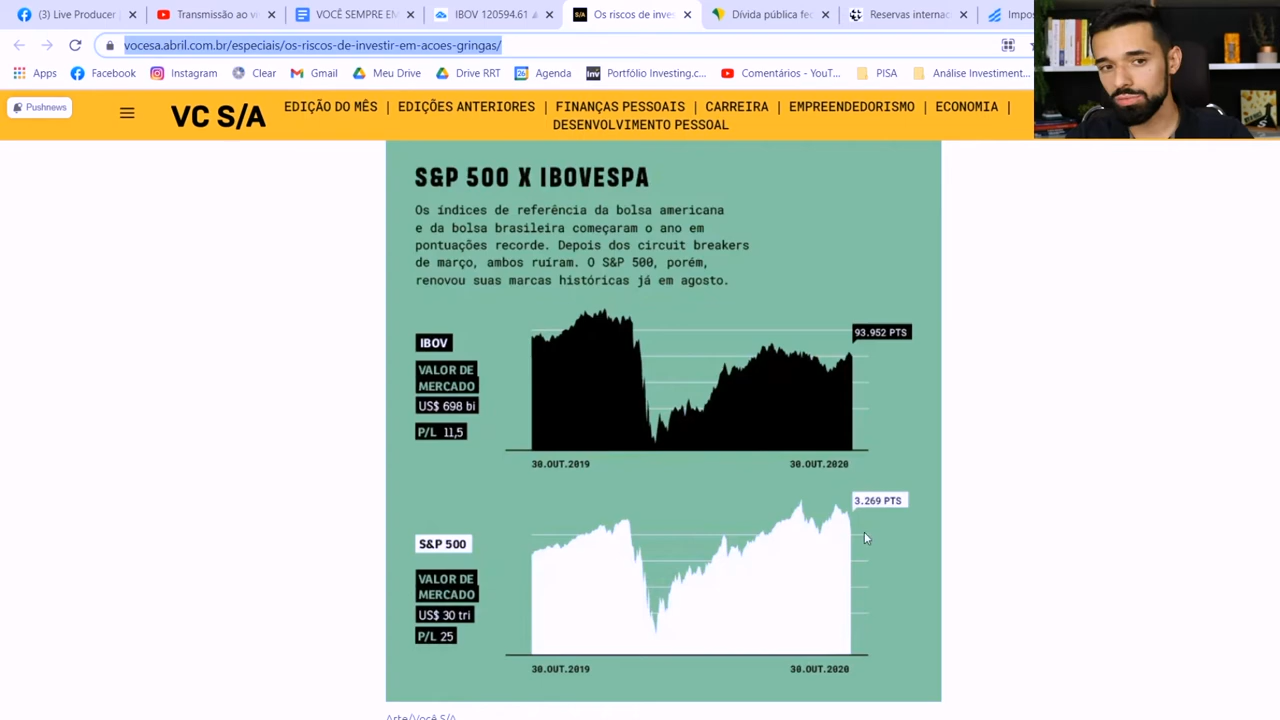 (3) Live Producer
Transmissão ao vi
VOCÊ SEMPRE EM
IBOV 120594.61
Os riscos de inves
Dívida pública fed
Reservas internac
Impos
vocesa.abril.com.br/especiais/os-riscos-de-investir-em-acoes-gringas/
Apps
Facebook
Instagram
Clear
Gmail
Meu Drive
Drive RRT
Agenda
Portfólio Investing.c...
Comentários - YouT...
PISA
Análise Investiment...
Pushnews
VC S/A
EDIÇÃO DO MÊS | EDIÇÕES ANTERIORES | FINANÇAS PESSOAIS | CARREIRA | EMPREENDEDORISMO | ECONOMIA |
DESENVOLVIMENTO PESSOAL
S&P 500 X IBOVESPA
Os índices de referência da bolsa americana
e da bolsa brasileira começaram o ano em
pontuações recorde. Depois dos circuit breakers
de março, ambos ruíram. O S&P 500, porém,
renovou suas marcas históricas já em agosto.
93.952 PTS
IBOV
VALOR DE
MERCADO
US$ 698 bi
P/L 11,5
30.OUT.2019
30.OUT.2020
3.269 PTS
S&P 500
VALOR DE
MERCADO
US$ 30 tri
P/L 25
30.OUT.2019
30.OUT.2020
Arte/Você S/A